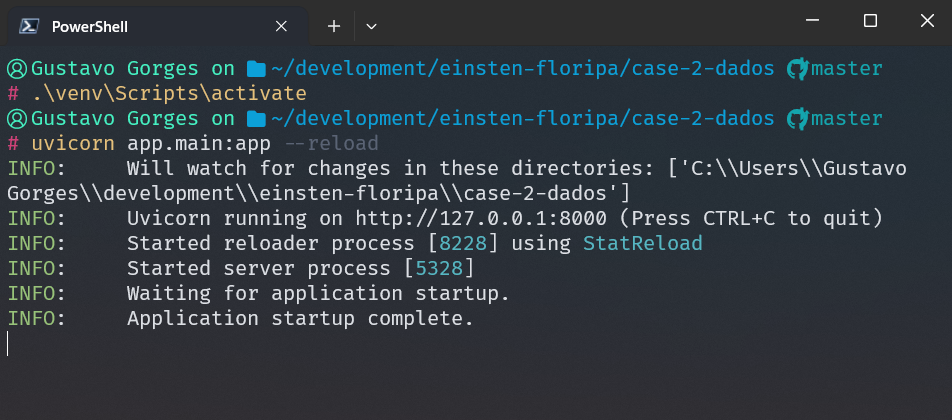 PowerShell
Gustavo Gorges on ~/development/einsten-floripa/case-2-dados master
# .\venv\Scripts\activate
Gustavo Gorges on ~/development/einsten-floripa/case-2-dados master
# uvicorn app.main:app --reload
INFO:     Will watch for changes in these directories: ['C:\\Users\\Gustavo
Gorges\\development\\einsten-floripa\\case-2-dados']
INFO:     Uvicorn running on http://127.0.0.1:8000 (Press CTRL+C to quit)
INFO:     Started reloader process [8228] using StatReload
INFO:     Started server process [5328]
INFO:     Waiting for application startup.
INFO:     Application startup complete.